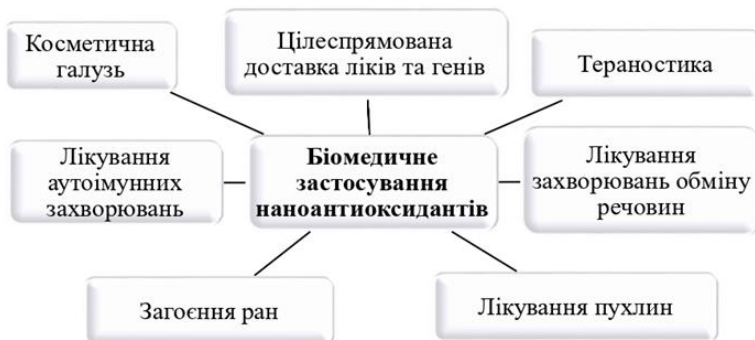 Косметична
галузь
Цілеспрямована
доставка ліків та генів
Тераностика
Лікування
аутоімунних
захворювань
Біомедичне
застосування
наноантиоксидантів
Лікування
захворювань обміну
речовин
Загоєння ран
Лікування пухлин